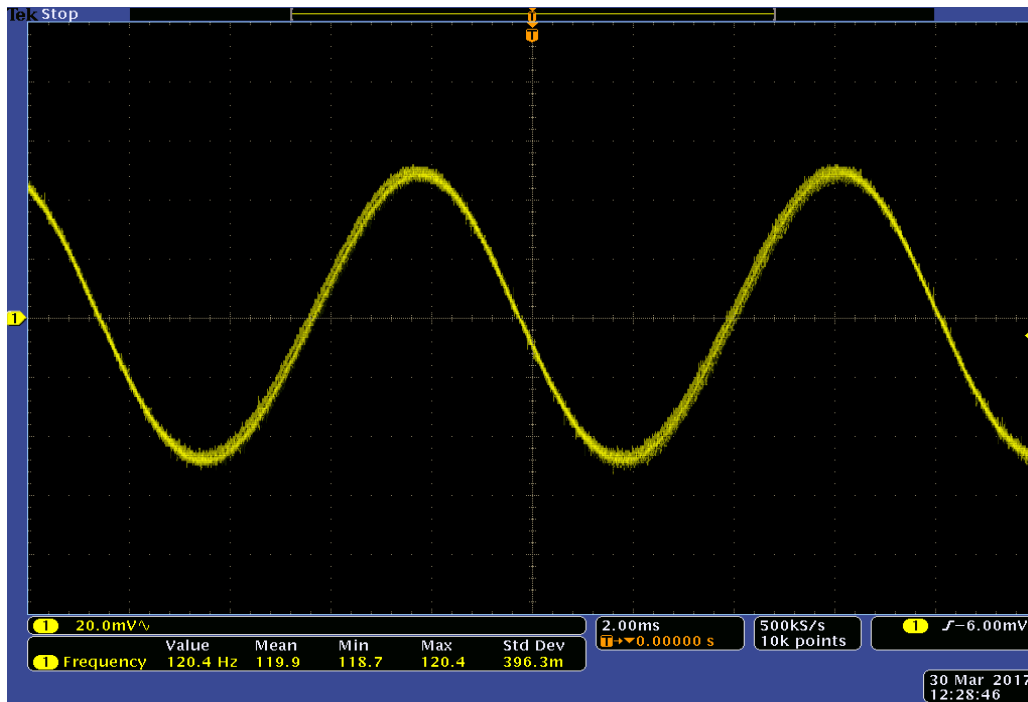 Tek Stop
T
T
1
1 20.0mV∿
2.00ms
T→▼0.00000 s
500kS/s
10k points
1 ʃ −6.00mV
Value Mean Min Max Std Dev
1 Frequency 120.4 Hz 119.9 118.7 120.4 396.3m
30 Mar 2017
12:28:46